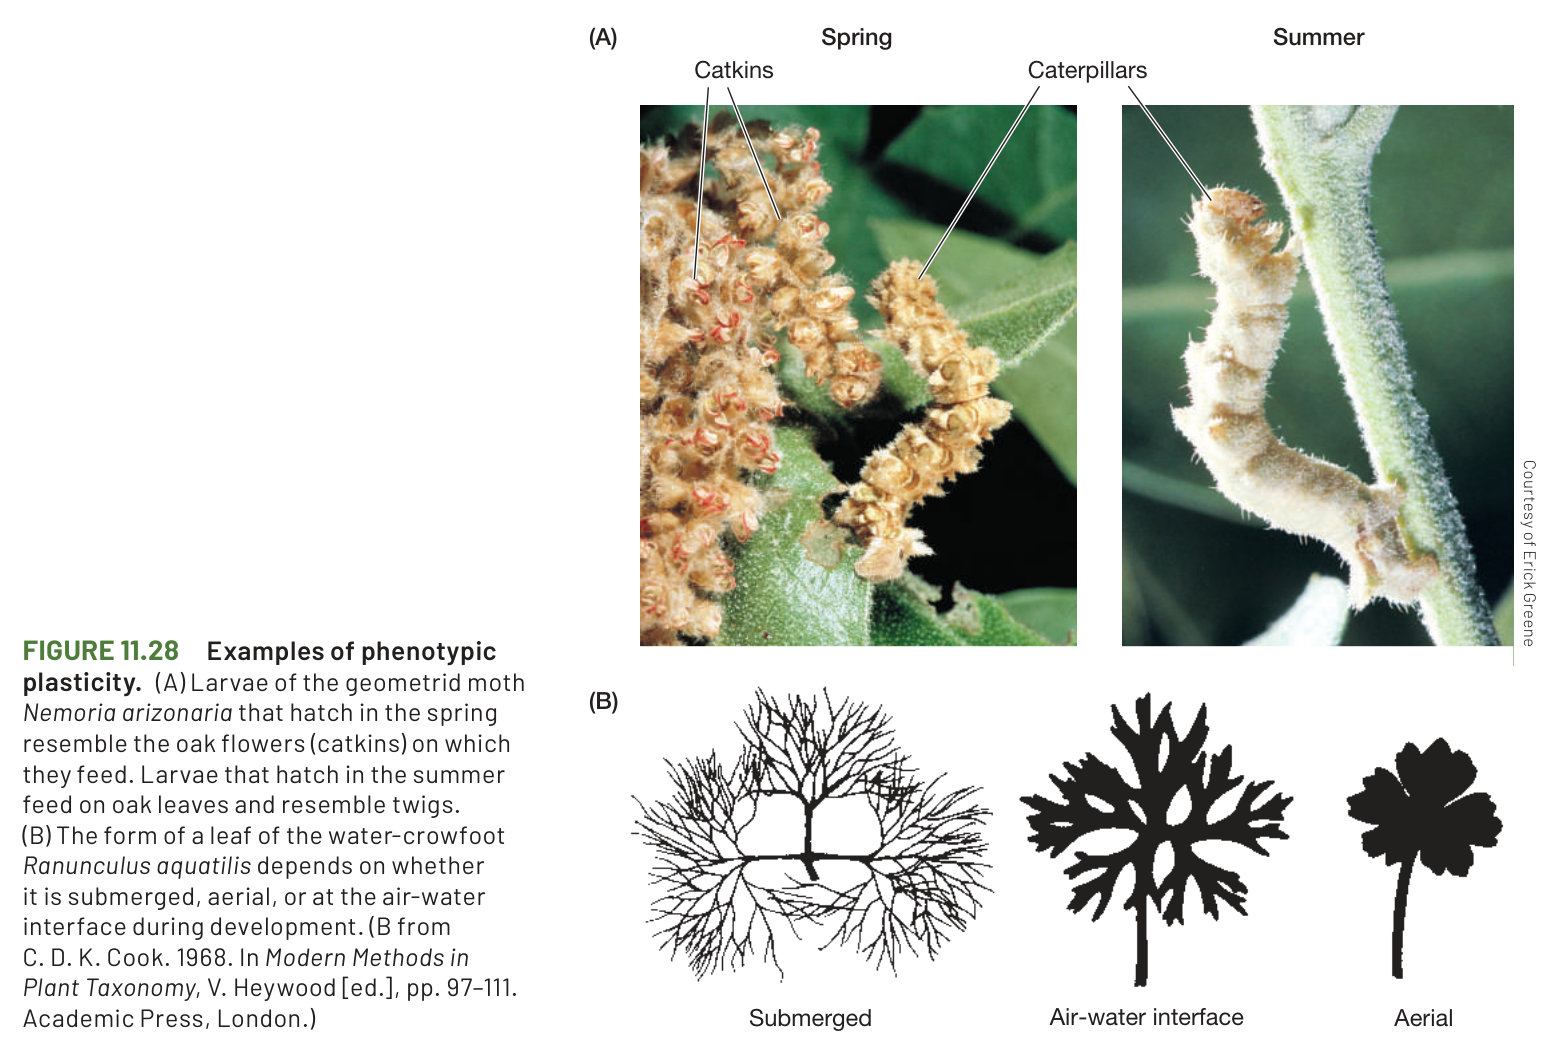 (A)
Spring
Summer
Catkins
Caterpillars
Courtesy of Erick Greene
FIGURE 11.28 Examples of phenotypic
plasticity. (A) Larvae of the geometrid moth
Nemoria arizonaria that hatch in the spring
resemble the oak flowers (catkins) on which
they feed. Larvae that hatch in the summer
feed on oak leaves and resemble twigs.
(B) The form of a leaf of the water-crowfoot
Ranunculus aquatilis depends on whether
it is submerged, aerial, or at the air-water
interface during development. (B from
C. D. K. Cook. 1968. In Modern Methods in
Plant Taxonomy, V. Heywood [ed.], pp. 97–111.
Academic Press, London.)
(B)
Submerged
Air-water interface
Aerial